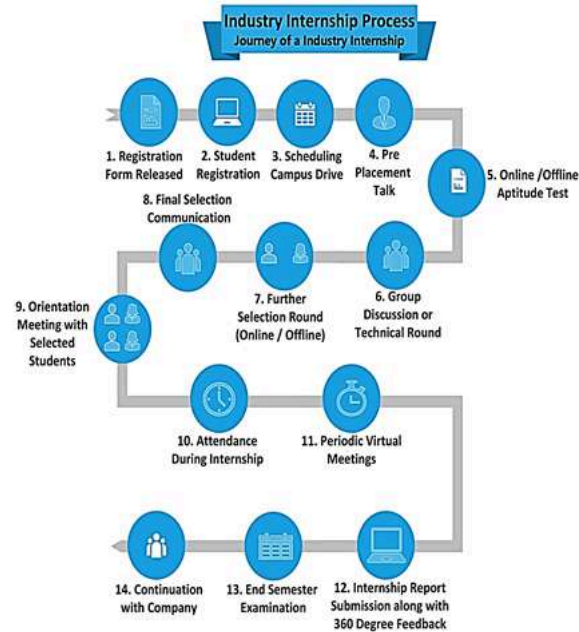 Industry Internship Process
Journey of a Industry Internship
1. Registration
Form Released
2. Student
Registration
3. Scheduling
Campus Drive
4. Pre
Placement
Talk
5. Online /Offline
Aptitude Test
6. Group
Discussion or
Technical Round
7. Further
Selection Round
(Online / Offline)
8. Final Selection
Communication
9. Orientation
Meeting with
Selected
Students
10. Attendance
During Internship
11. Periodic Virtual
Meetings
12. Internship Report
Submission along with
360 Degree Feedback
13. End Semester
Examination
14. Continuation
with Company